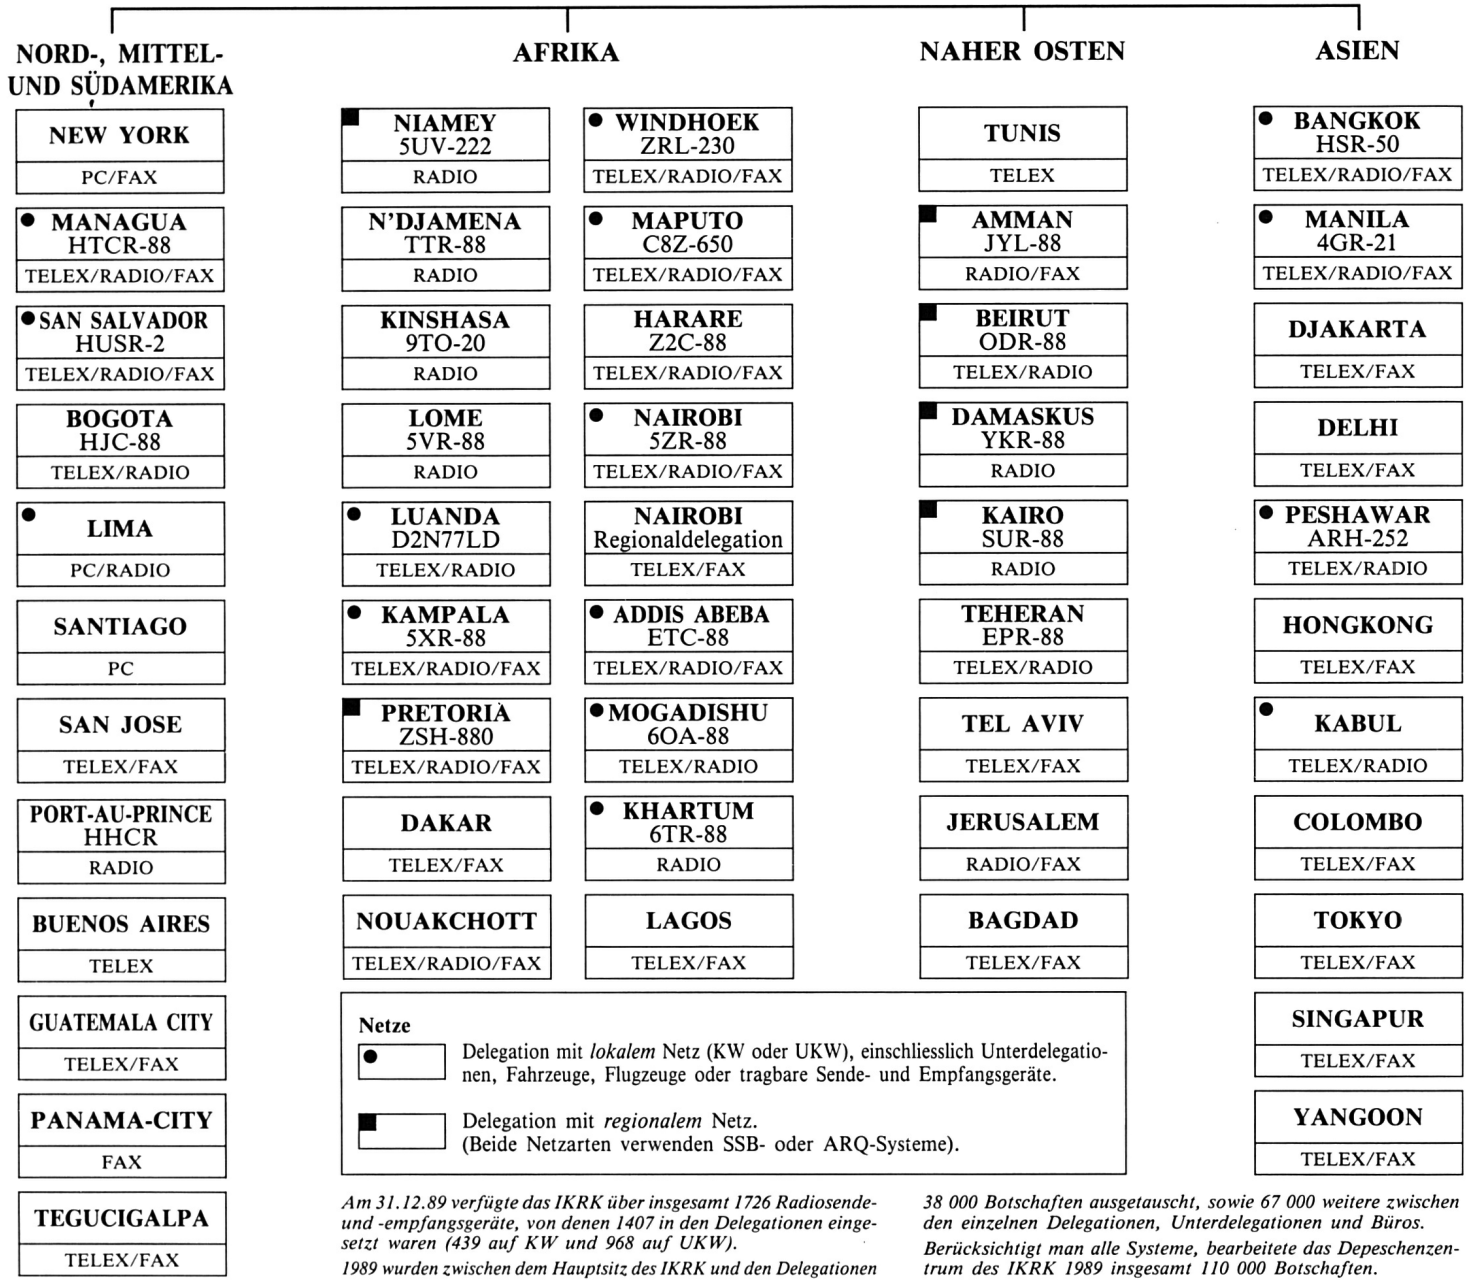 NORD-, MITTEL-
UND SÜDAMERIKA
NEW YORK
PC/FAX
MANAGUA
HTCR-88
TELEX/RADIO/FAX
SAN SALVADOR
HUSR-2
TELEX/RADIO/FAX
BOGOTA
HJC-88
TELEX/RADIO
LIMA
PC/RADIO
SANTIAGO
PC
SAN JOSE
TELEX/FAX
PORT-AU-PRINCE
HHCR
RADIO
BUENOS AIRES
TELEX
GUATEMALA CITY
TELEX/FAX
PANAMA-CITY
FAX
TEGUCIGALPA
TELEX/FAX
AFRIKA
NIAMEY
5UV-222
RADIO
N'DJAMENA
TTR-88
RADIO
KINSHASA
9TO-20
RADIO
LOME
5VR-88
RADIO
LUANDA
D2N77LD
TELEX/RADIO
KAMPALA
5XR-88
TELEX/RADIO/FAX
PRETORIA
ZSH-880
TELEX/RADIO/FAX
DAKAR
TELEX/FAX
NOUAKCHOTT
TELEX/RADIO/FAX
WINDHOEK
ZRL-230
TELEX/RADIO/FAX
MAPUTO
C8Z-650
TELEX/RADIO/FAX
HARARE
Z2C-88
TELEX/RADIO/FAX
NAIROBI
5ZR-88
TELEX/RADIO/FAX
NAIROBI
Regionaldelegation
TELEX/FAX
ADDIS ABEBA
ETC-88
TELEX/RADIO/FAX
MOGADISHU
6OA-88
TELEX/RADIO
KHARTUM
6TR-88
RADIO
LAGOS
TELEX/FAX
NAHER OSTEN
TUNIS
TELEX
AMMAN
JYL-88
RADIO/FAX
BEIRUT
ODR-88
TELEX/RADIO
DAMASKUS
YKR-88
RADIO
KAIRO
SUR-88
RADIO
TEHERAN
EPR-88
TELEX/RADIO
TEL AVIV
TELEX/FAX
JERUSALEM
RADIO/FAX
BAGDAD
TELEX/FAX
ASIEN
BANGKOK
HSR-50
TELEX/RADIO/FAX
MANILA
4GR-21
TELEX/RADIO/FAX
DJAKARTA
TELEX/FAX
DELHI
TELEX/FAX
PESHAWAR
ARH-252
TELEX/RADIO
HONGKONG
TELEX/FAX
KABUL
TELEX/RADIO
COLOMBO
TELEX/FAX
TOKYO
TELEX/FAX
SINGAPUR
TELEX/FAX
YANGOON
TELEX/FAX
Netze
Delegation mit lokalem Netz (KW oder UKW), einschliesslich Unterdelegatio-
nen, Fahrzeuge, Flugzeuge oder tragbare Sende- und Empfangsgeräte.
Delegation mit regionalem Netz.
(Beide Netzarten verwenden SSB- oder ARQ-Systeme).
Am 31.12.89 verfügte das IKRK über insgesamt 1726 Radiosende-
und -empfangsgeräte, von denen 1407 in den Delegationen einge-
setzt waren (439 auf KW und 968 auf UKW).
1989 wurden zwischen dem Hauptsitz des IKRK und den Delegationen
38 000 Botschaften ausgetauscht, sowie 67 000 weitere zwischen
den einzelnen Delegationen, Unterdelegationen und Büros.
Berücksichtigt man alle Systeme, bearbeitete das Depeschenzen-
trum des IKRK 1989 insgesamt 110 000 Botschaften.